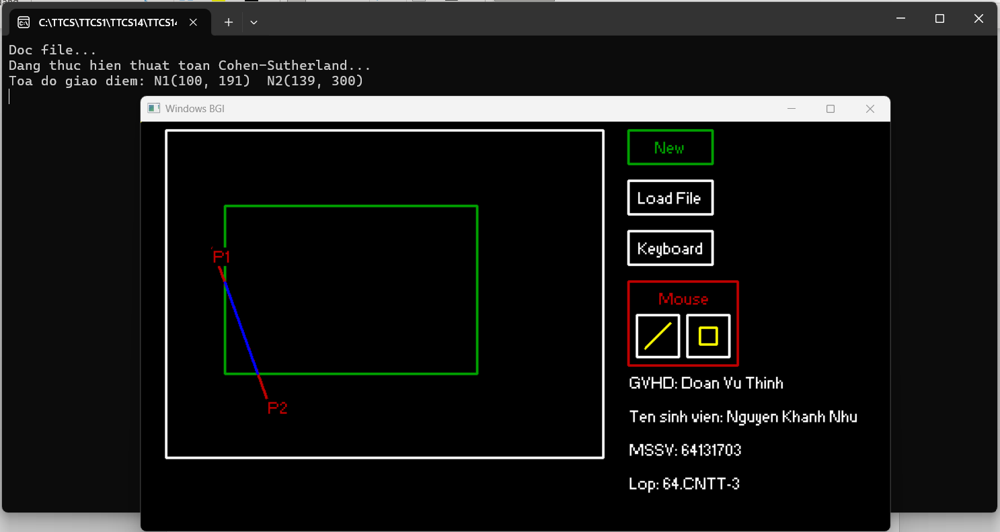 C:\TTCS\TTCS1\TTCS14\TTCS14
Doc file...
Dang thuc hien thuat toan Cohen-Sutherland...
Toa do giao diem: N1(100, 191)  N2(139, 300)
Windows BGI
New
Load File
P1
Keyboard
Mouse
GVHD: Doan Vu Thinh
P2
Ten sinh vien: Nguyen Khanh Nhu
MSSV: 64131703
Lop: 64.CNTT-3